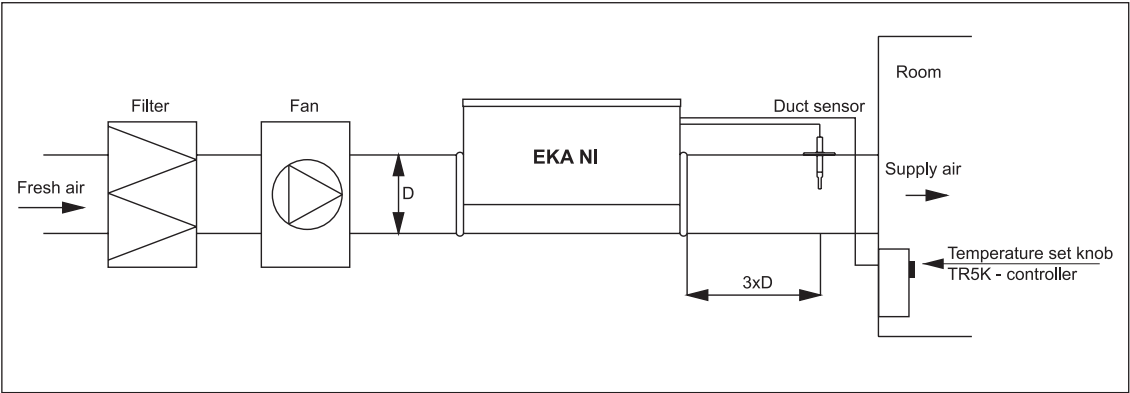 Room
Filter
Fan
Duct sensor
EKA NI
Fresh air
D
Supply air
Temperature set knob
TR5K - controller
3xD